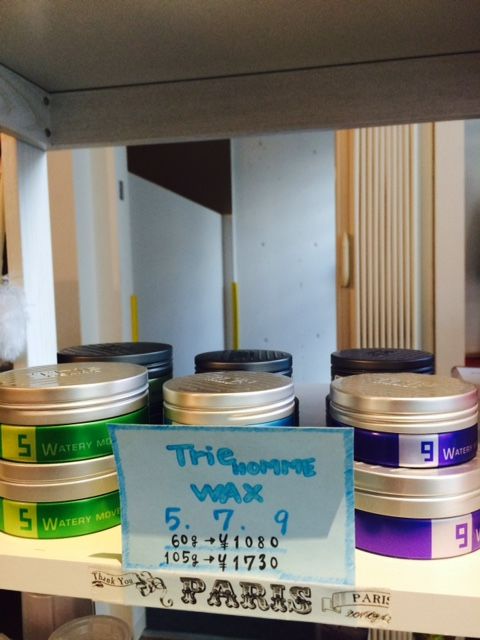 5 WATERY MOV
5 WATERY MOVE
9 WATER
9
Trie HOMME
WAX
5. 7. 9
60g→¥1080
105g→¥1730
Thank You
PARIS
PARIS